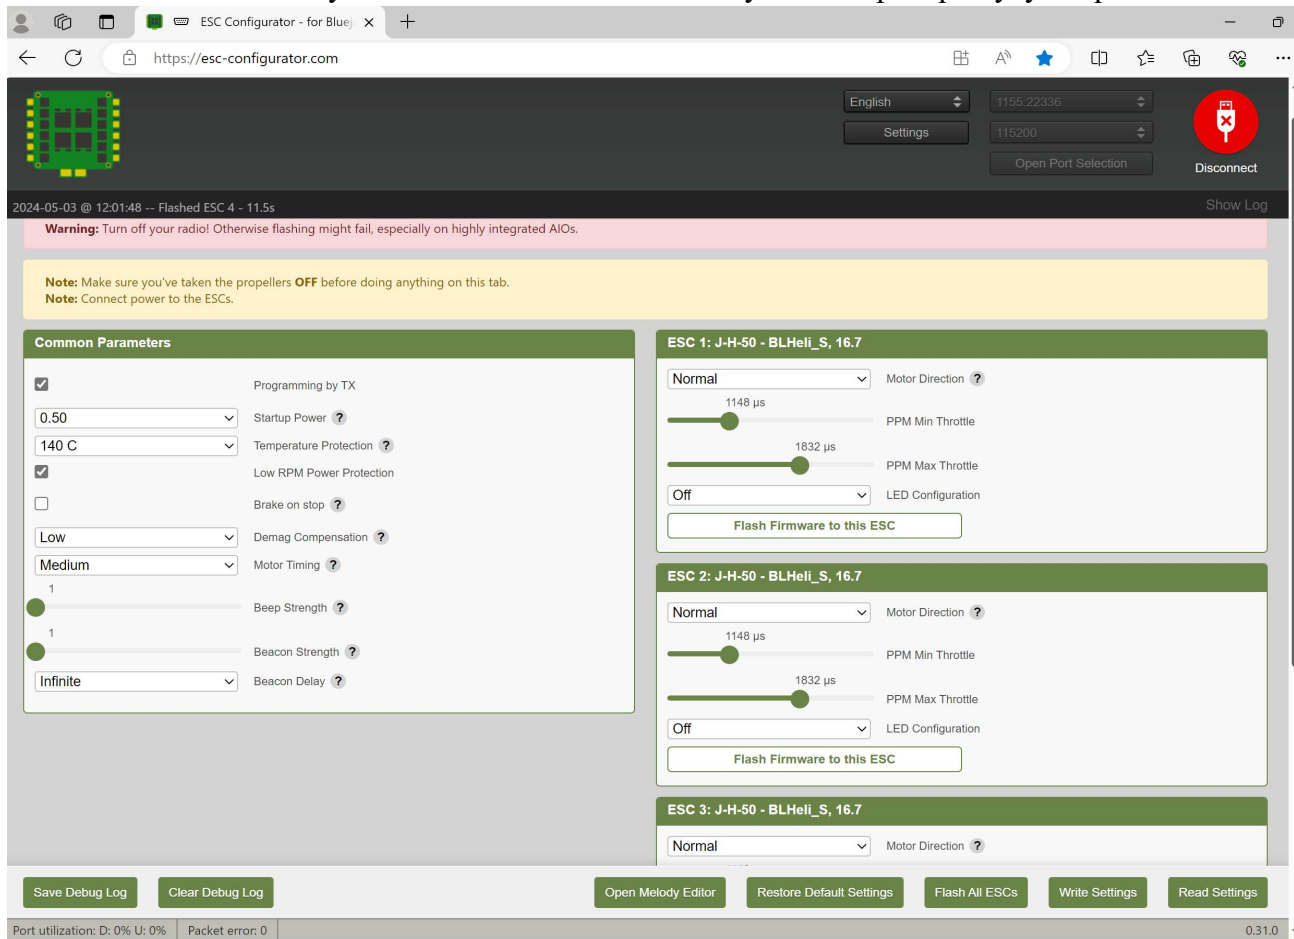 ESC Configurator - for Bluej
https://esc-configurator.com
English
1155:22336
Settings
115200
Open Port Selection
Disconnect
2024-05-03 @ 12:01:48 -- Flashed ESC 4 - 11.5s
Show Log
Warning: Turn off your radio! Otherwise flashing might fail, especially on highly integrated AIOs.
Note: Make sure you've taken the propellers OFF before doing anything on this tab.
Note: Connect power to the ESCs.
Common Parameters
Programming by TX
0.50 Startup Power ?
140 C Temperature Protection ?
Low RPM Power Protection
Brake on stop ?
Low Demag Compensation ?
Medium Motor Timing ?
1
Beep Strength ?
1
Beacon Strength ?
Infinite Beacon Delay ?
ESC 1: J-H-50 - BLHeli_S, 16.7
Normal Motor Direction ?
1148 µs
PPM Min Throttle
1832 µs
PPM Max Throttle
Off LED Configuration
Flash Firmware to this ESC
ESC 2: J-H-50 - BLHeli_S, 16.7
Normal Motor Direction ?
1148 µs
PPM Min Throttle
1832 µs
PPM Max Throttle
Off LED Configuration
Flash Firmware to this ESC
ESC 3: J-H-50 - BLHeli_S, 16.7
Normal Motor Direction ?
Save Debug Log
Clear Debug Log
Open Melody Editor
Restore Default Settings
Flash All ESCs
Write Settings
Read Settings
Port utilization: D: 0% U: 0%
Packet error: 0
0.31.0